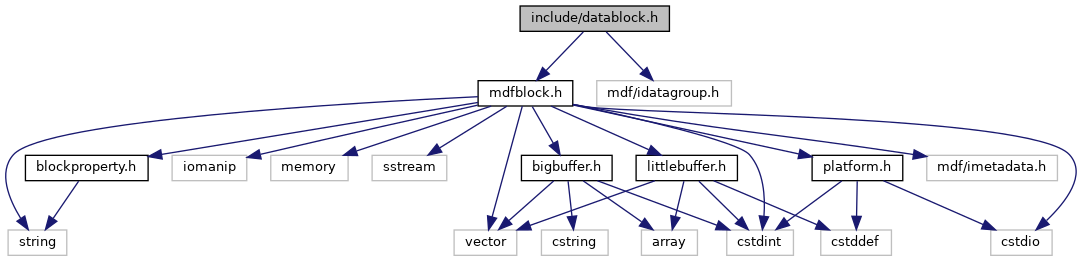 include/datablock.h
mdfblock.h
mdf/idatagroup.h
blockproperty.h
iomanip
memory
sstream
bigbuffer.h
littlebuffer.h
platform.h
mdf/imetadata.h
string
vector
cstring
array
cstdint
cstddef
cstdio